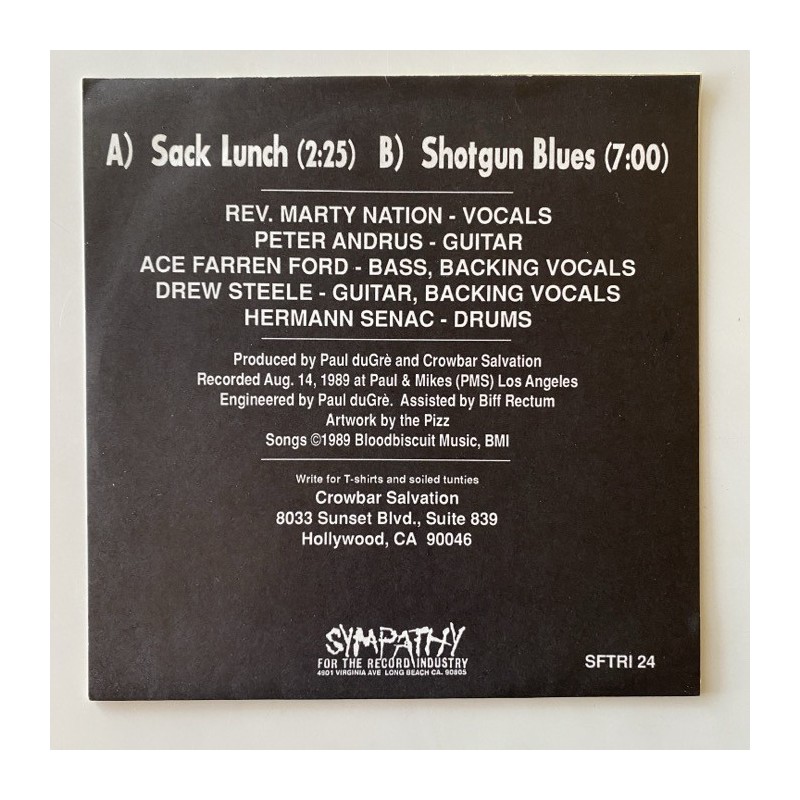 A) Sack Lunch (2:25) B) Shotgun Blues (7:00)
REV. MARTY NATION - VOCALS
PETER ANDRUS - GUITAR
ACE FARREN FORD - BASS, BACKING VOCALS
DREW STEELE - GUITAR, BACKING VOCALS
HERMANN SENAC - DRUMS
Produced by Paul duGrè and Crowbar Salvation
Recorded Aug. 14, 1989 at Paul & Mikes (PMS) Los Angeles
Engineered by Paul duGrè. Assisted by Biff Rectum
Artwork by the Pizz
Songs ©1989 Bloodbiscuit Music, BMI
Write for T-shirts and soiled tunties
Crowbar Salvation
8033 Sunset Blvd., Suite 839
Hollywood, CA 90046
SYMPATHY
FOR THE RECORD INDUSTRY
4901 VIRGINIA AVE LONG BEACH CA. 90805
SFTRI 24